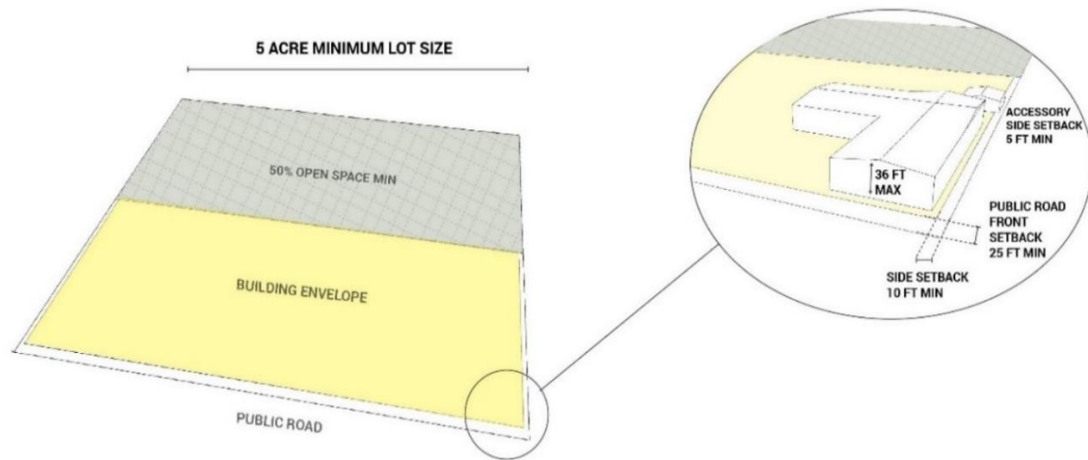 5 ACRE MINIMUM LOT SIZE
50% OPEN SPACE MIN
BUILDING ENVELOPE
PUBLIC ROAD
36 FT
MAX
ACCESSORY
SIDE SETBACK
5 FT MIN
PUBLIC ROAD
FRONT
SETBACK
25 FT MIN
SIDE SETBACK
10 FT MIN